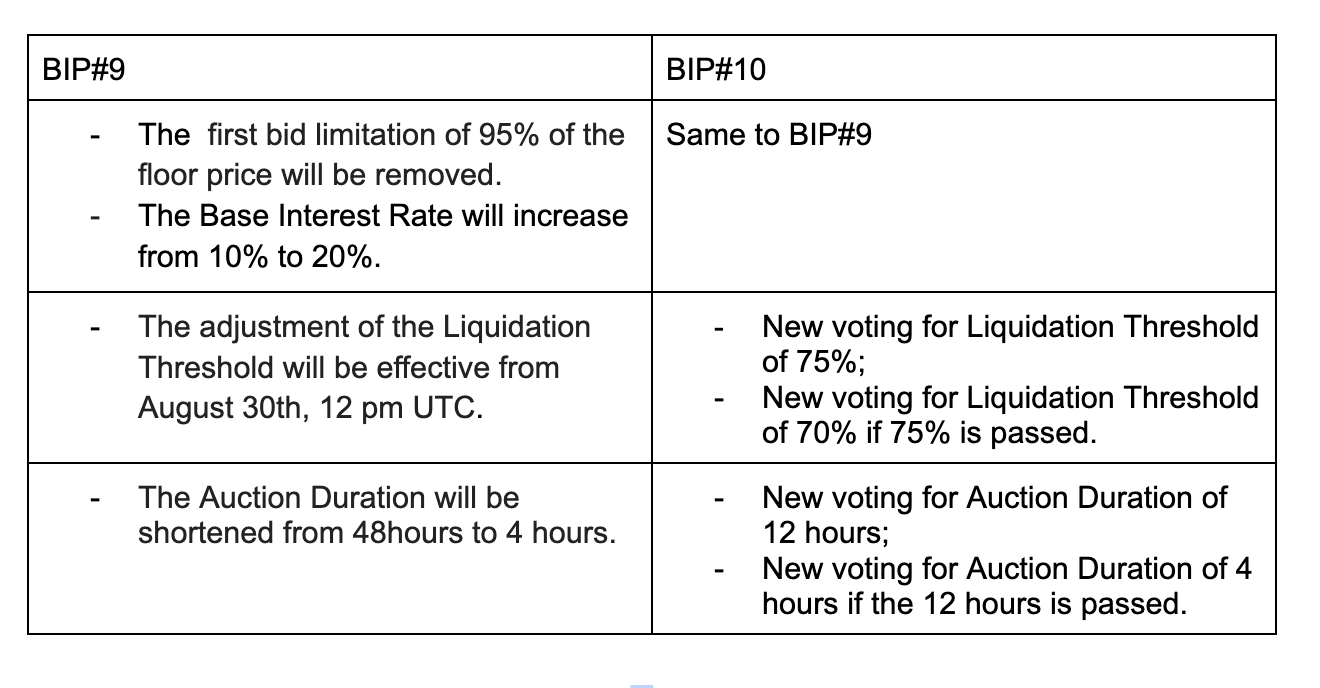 BIP#9
BIP#10
- The first bid limitation of 95% of the
floor price will be removed.
- The Base Interest Rate will increase
from 10% to 20%.
Same to BIP#9
- The adjustment of the Liquidation
Threshold will be effective from
August 30th, 12 pm UTC.
- New voting for Liquidation Threshold
of 75%;
- New voting for Liquidation Threshold
of 70% if 75% is passed.
- The Auction Duration will be
shortened from 48hours to 4 hours.
- New voting for Auction Duration of
12 hours;
- New voting for Auction Duration of 4
hours if the 12 hours is passed.